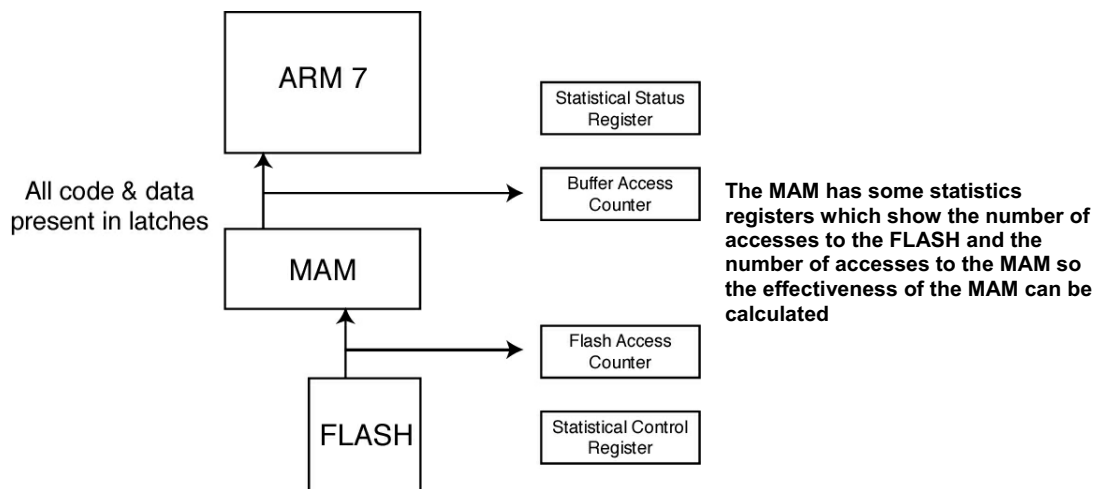 ARM 7
Statistical Status
Register
All code & data
present in latches
Buffer Access
Counter
The MAM has some statistics
registers which show the number of
accesses to the FLASH and the
number of accesses to the MAM so
the effectiveness of the MAM can be
calculated
MAM
Flash Access
Counter
FLASH
Statistical Control
Register